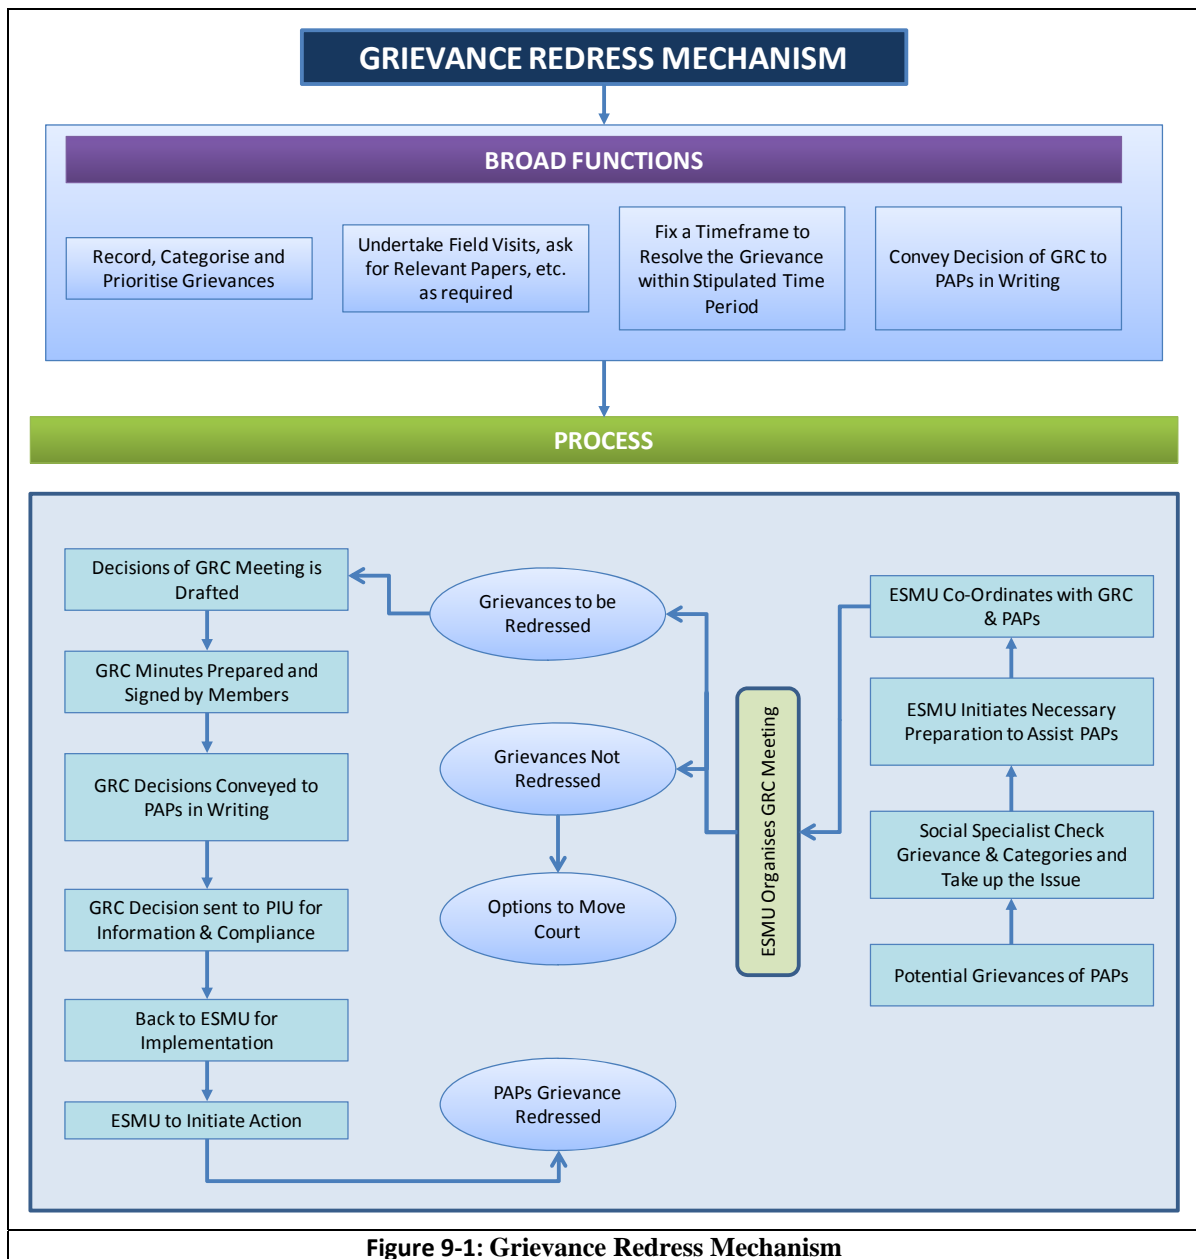 GRIEVANCE REDRESS MECHANISM
BROAD FUNCTIONS
Record, Categorise and
Prioritise Grievances
Undertake Field Visits, ask
for Relevant Papers, etc.
as required
Fix a Timeframe to
Resolve the Grievance
within Stipulated Time
Period
Convey Decision of GRC to
PAPs in Writing
PROCESS
Decisions of GRC Meeting is
Drafted
GRC Minutes Prepared and
Signed by Members
GRC Decisions Conveyed to
PAPs in Writing
GRC Decision sent to PIU for
Information & Compliance
Back to ESMU for
Implementation
ESMU to Initiate Action
Grievances to be
Redressed
Grievances Not
Redressed
Options to Move
Court
PAPs Grievance
Redressed
ESMU Organises GRC Meeting
ESMU Co-Ordinates with GRC
& PAPs
ESMU Initiates Necessary
Preparation to Assist PAPs
Social Specialist Check
Grievance & Categories and
Take up the Issue
Potential Grievances of PAPs
Figure 9-1: Grievance Redress Mechanism